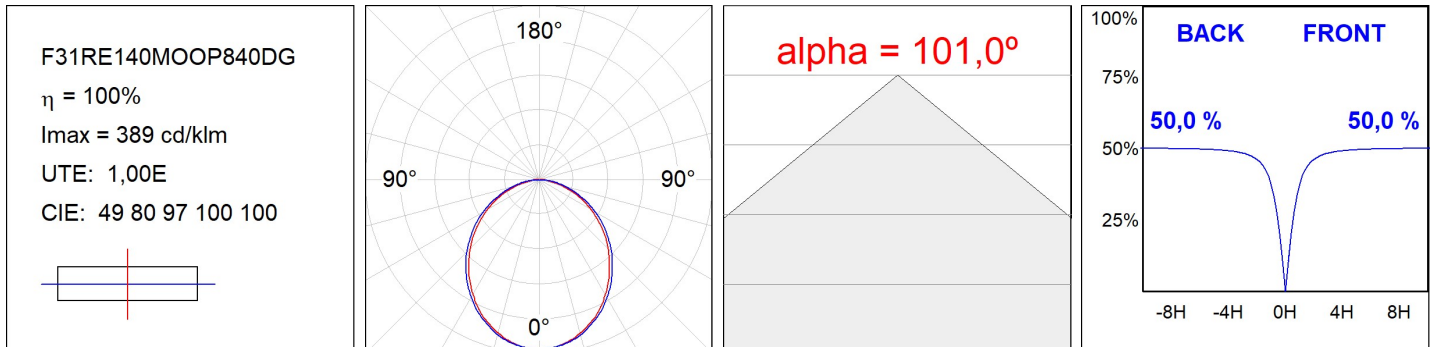 F31RE140MOOP840DG
η = 100%
Imax = 389 cd/klm
UTE: 1,00E
CIE: 49 80 97 100 100
180°
90° 90°
0°
alpha = 101,0º
100%
BACK FRONT
75%
50,0 % 50,0 %
50%
25%
-8H -4H 0H 4H 8H